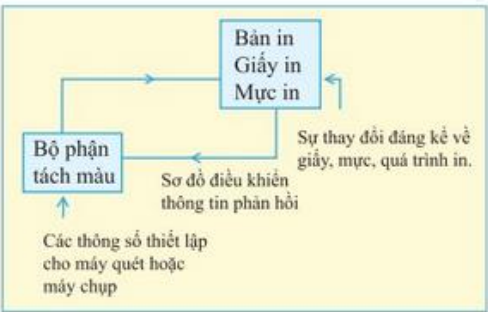 Bản in
Giấy in
Mực in
Sự thay đổi đáng kể về
giấy, mực, quá trình in.
Bộ phận
tách màu
Sơ đồ điều khiển
thông tin phản hồi
Các thông số thiết lập
cho máy quét hoặc
máy chụp